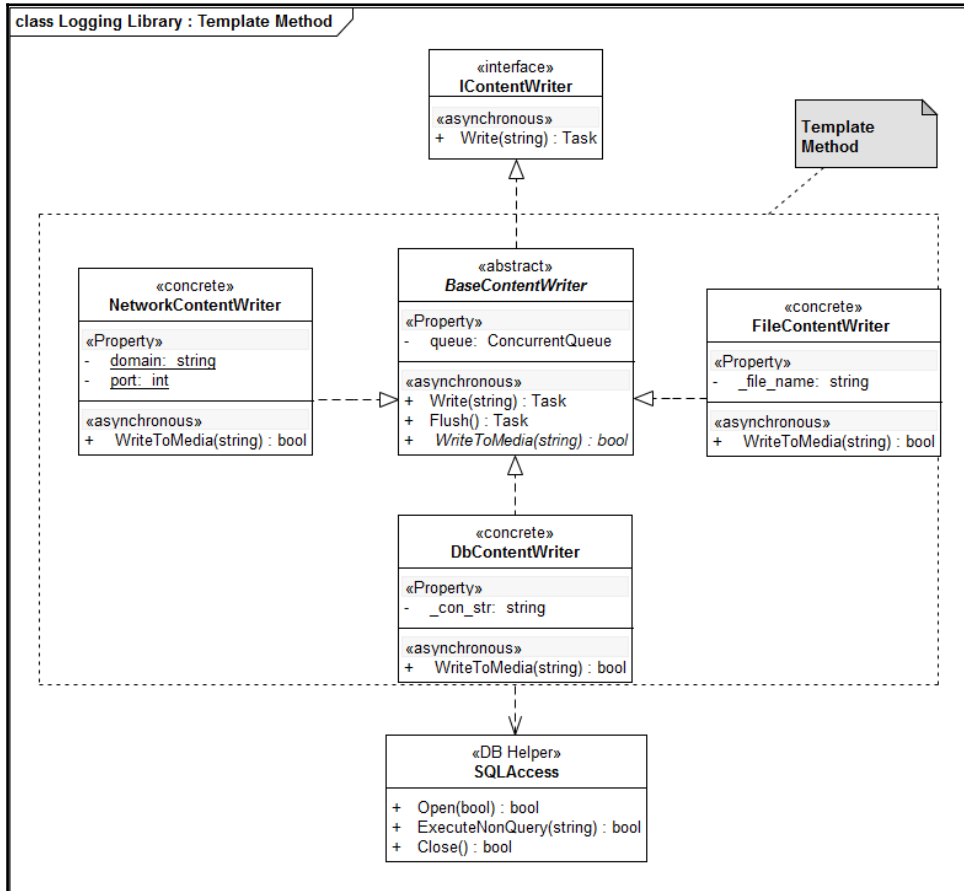 class Logging Library : Template Method
«interface»
IContentWriter
«asynchronous»
+ Write(string) : Task
Template
Method
«concrete»
NetworkContentWriter
«Property»
- domain: string
- port: int
«asynchronous»
+ WriteToMedia(string) : bool
«abstract»
BaseContentWriter
«Property»
- queue: ConcurrentQueue
«asynchronous»
+ Write(string) : Task
+ Flush() : Task
+ WriteToMedia(string) : bool
«concrete»
FileContentWriter
«Property»
- _file_name: string
«asynchronous»
+ WriteToMedia(string) : bool
«concrete»
DbContentWriter
«Property»
- _con_str: string
«asynchronous»
+ WriteToMedia(string) : bool
«DB Helper»
SQLAccess
+ Open(bool) : bool
+ ExecuteNonQuery(string) : bool
+ Close() : bool